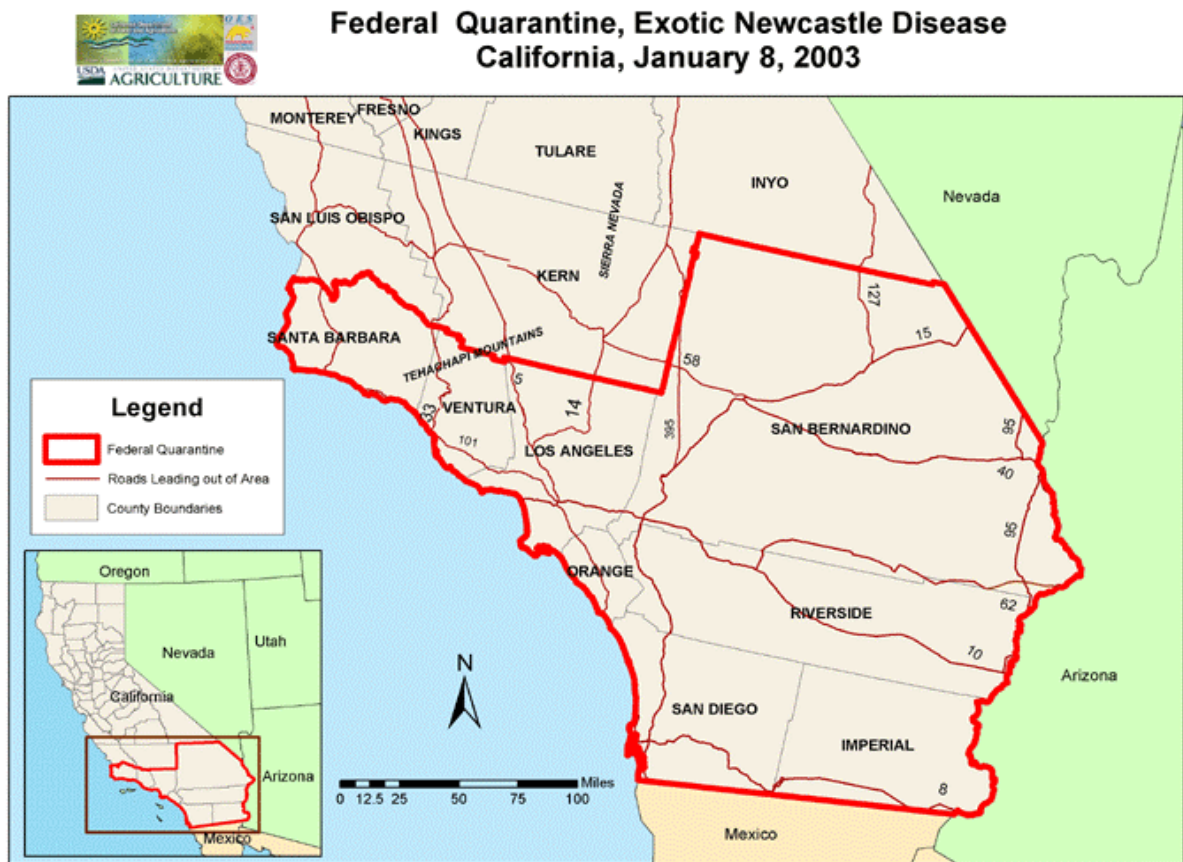 Federal Quarantine, Exotic Newcastle Disease
California, January 8, 2003
OES
USDA
AGRICULTURE
MONTEREY
FRESNO
KINGS
TULARE
INYO
Nevada
SAN LUIS OBISPO
SIERRA NEVADA
KERN
127
15
SANTA BARBARA
TEHACHAPI MOUNTAINS
58
5
14
33
VENTURA
101
LOS ANGELES
395
SAN BERNARDINO
95
40
95
Legend
Federal Quarantine
Roads Leading out of Area
County Boundaries
ORANGE
RIVERSIDE
62
10
Arizona
SAN DIEGO
IMPERIAL
8
Mexico
N
Miles
0 12.5 25 50 75 100
Oregon
Nevada
Utah
California
Arizona
Mexico